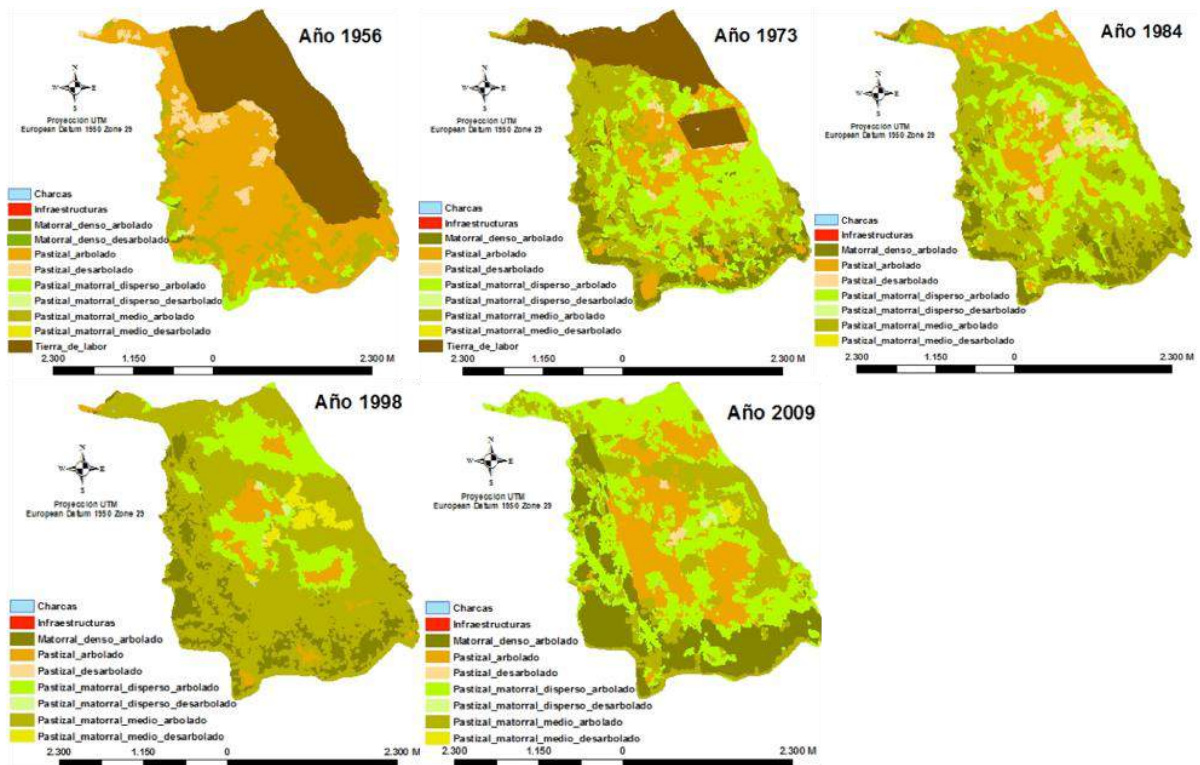 Año 1956
N
W E
S
Proyección UTM
European Datum 1950 Zone 29
Charcas
Infraestructuras
Matorral_denso_arbolado
Matorral_denso_desarbolado
Pastizal_arbolado
Pastizal_desarbolado
Pastizal_matorral_disperso_arbolado
Pastizal_matorral_disperso_desarbolado
Pastizal_matorral_medio_arbolado
Pastizal_matorral_medio_desarbolado
Tierra_de_labor
2.300 1.150 0 2.300 M
Año 1973
N
W E
S
Proyección UTM
European Datum 1950 Zone 29
Charcas
Infraestructuras
Matorral_denso_arbolado
Pastizal_arbolado
Pastizal_desarbolado
Pastizal_matorral_disperso_arbolado
Pastizal_matorral_disperso_desarbolado
Pastizal_matorral_medio_arbolado
Pastizal_matorral_medio_desarbolado
Tierra_de_labor
2.300 1.150 0 2.300 M
Año 1984
N
W E
S
Proyección UTM
European Datum 1950 Zone 29
Charcas
Infraestructuras
Matorral_denso_arbolado
Pastizal_arbolado
Pastizal_desarbolado
Pastizal_matorral_disperso_arbolado
Pastizal_matorral_disperso_desarbolado
Pastizal_matorral_medio_arbolado
Pastizal_matorral_medio_desarbolado
2.300 1.150 0 2.300 M
Año 1998
N
W E
S
Proyección UTM
European Datum 1950 Zone 29
Charcas
Infraestructuras
Matorral_denso_arbolado
Pastizal_arbolado
Pastizal_desarbolado
Pastizal_matorral_disperso_arbolado
Pastizal_matorral_disperso_desarbolado
Pastizal_matorral_medio_arbolado
Pastizal_matorral_medio_desarbolado
2.300 1.150 0 2.300 M
Año 2009
N
W E
S
Proyección UTM
European Datum 1950 Zone 29
Charcas
Infraestructuras
Matorral_denso_arbolado
Pastizal_arbolado
Pastizal_desarbolado
Pastizal_matorral_disperso_arbolado
Pastizal_matorral_disperso_desarbolado
Pastizal_matorral_medio_arbolado
Pastizal_matorral_medio_desarbolado
2.300 1.150 0 2.300 M